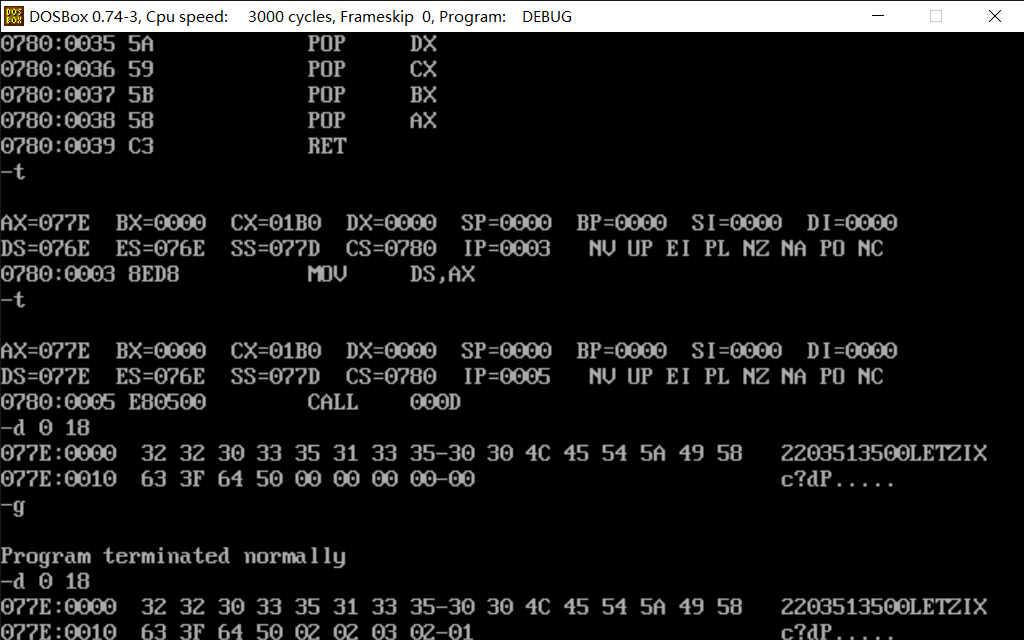 DOSBox 0.74-3, Cpu speed: 3000 cycles, Frameskip 0, Program: DEBUG
0780:0035 5A POP DX
0780:0036 59 POP CX
0780:0037 5B POP BX
0780:0038 58 POP AX
0780:0039 C3 RET
-t
AX=077E BX=0000 CX=01B0 DX=0000 SP=0000 BP=0000 SI=0000 DI=0000
DS=076E ES=076E SS=077D CS=0780 IP=0003 NV UP EI PL NZ NA PO NC
0780:0003 8ED8 MOV DS,AX
-t
AX=077E BX=0000 CX=01B0 DX=0000 SP=0000 BP=0000 SI=0000 DI=0000
DS=077E ES=076E SS=077D CS=0780 IP=0005 NV UP EI PL NZ NA PO NC
0780:0005 E80500 CALL 000D
-d 0 18
077E:0000 32 32 30 33 35 31 33 35-30 30 4C 45 54 5A 49 58 2203513500LETZIX
077E:0010 63 3F 64 50 00 00 00 00-00 c?dP.....
-g
Program terminated normally
-d 0 18
077E:0000 32 32 30 33 35 31 33 35-30 30 4C 45 54 5A 49 58 2203513500LETZIX
077E:0010 63 3F 64 50 02 02 03 02-01 c?dP.....